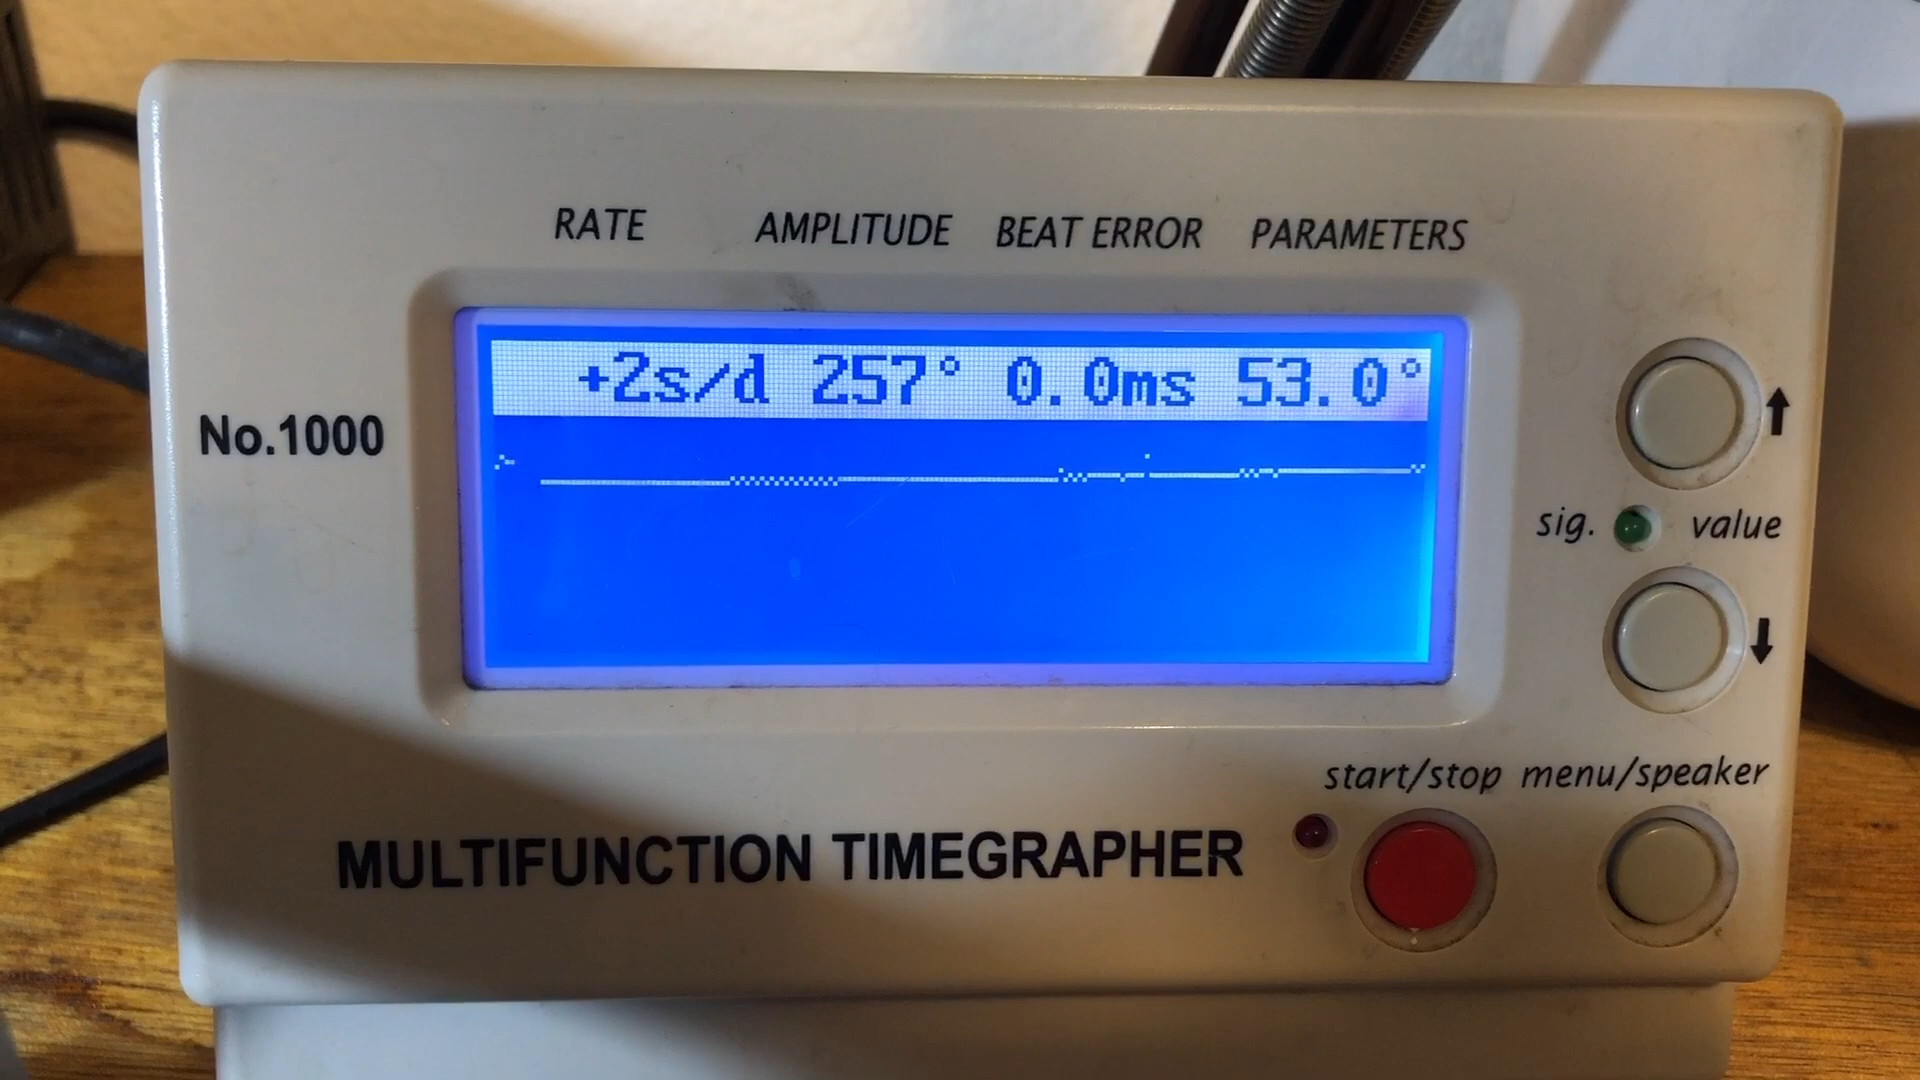 RATE AMPLITUDE BEAT ERROR PARAMETERS
+2s/d 257° 0.0ms 53.0°
No.1000
sig. value
start/stop menu/speaker
MULTIFUNCTION TIMEGRAPHER